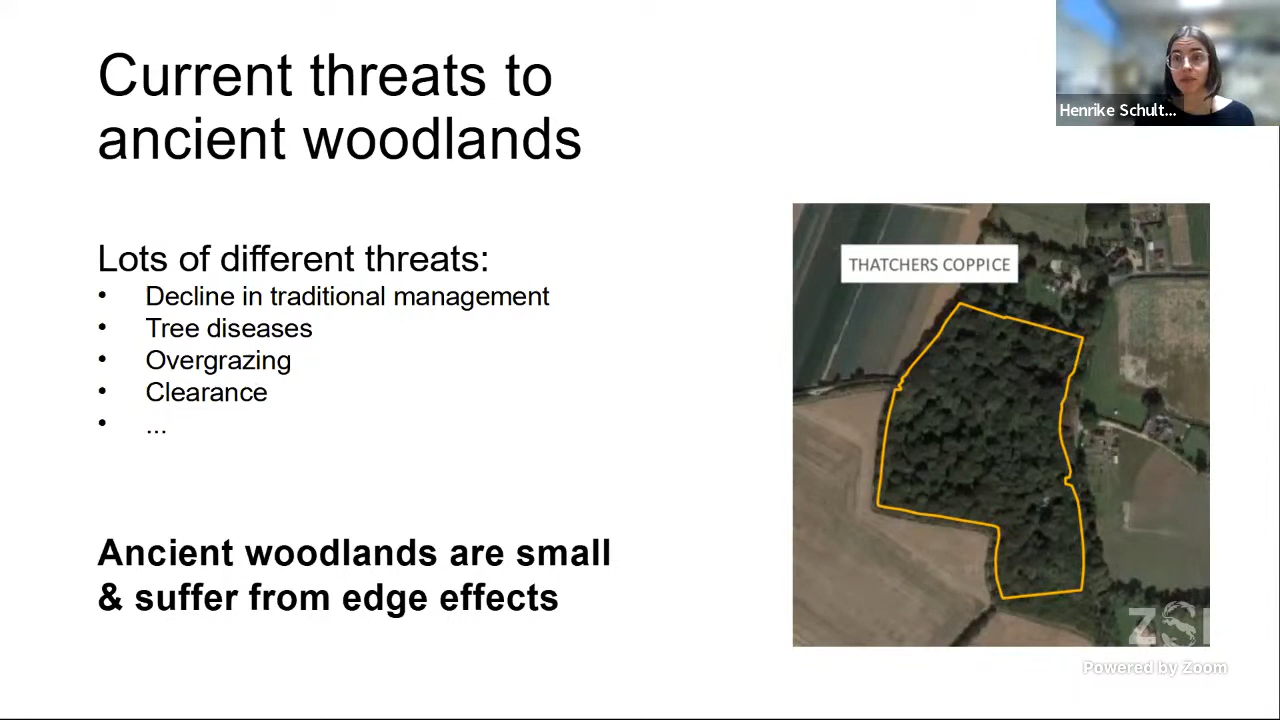 Current threats to
ancient woodlands
Henrike Schult...
Lots of different threats:
• Decline in traditional management
• Tree diseases
• Overgrazing
• Clearance
• ...
THATCHERS COPPICE
Ancient woodlands are small
& suffer from edge effects
ZSL
Powered by Zoom